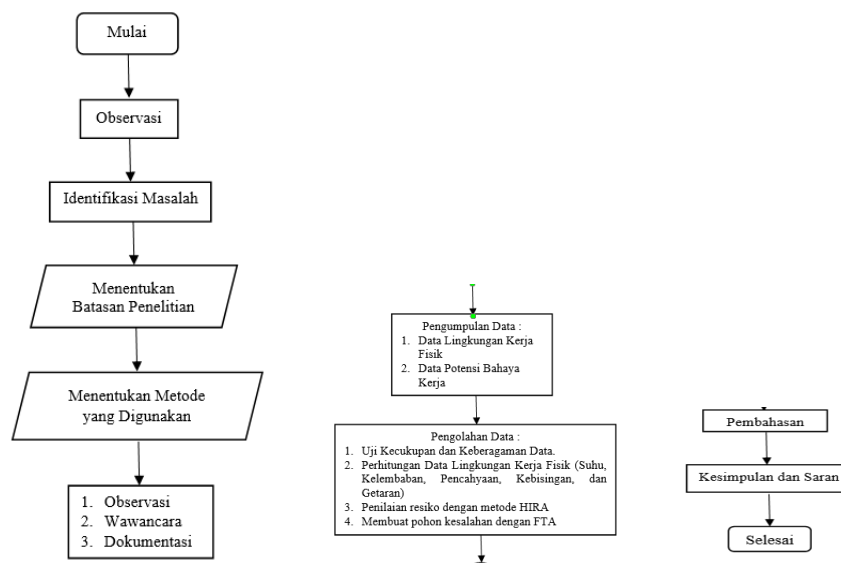 Mulai
Observasi
Identifikasi Masalah
Menentukan
Batasan Penelitian
Menentukan Metode
yang Digunakan
1. Observasi
2. Wawancara
3. Dokumentasi
Pengumpulan Data :
1. Data Lingkungan Kerja
Fisik
2. Data Potensi Bahaya
Kerja
Pengolahan Data :
1. Uji Kecukupan dan Keberagaman Data.
2. Perhitungan Data Lingkungan Kerja Fisik (Suhu,
Kelembaban, Pencahyaan, Kebisingan, dan
Getaran)
3. Penilaian resiko dengan metode HIRA
4. Membuat pohon kesalahan dengan FTA
Pembahasan
Kesimpulan dan Saran
Selesai